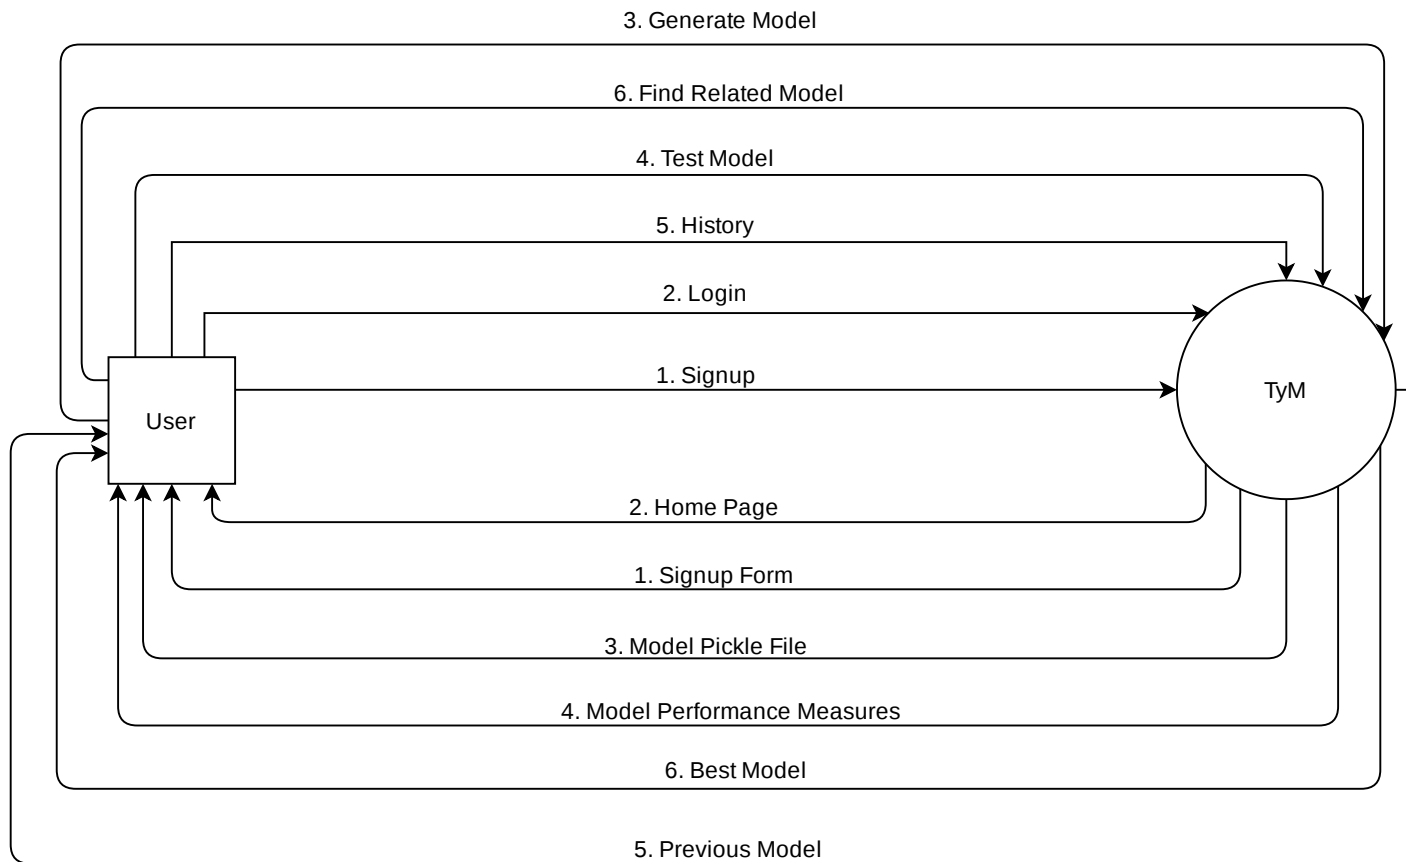 3. Generate Model
6. Find Related Model
4. Test Model
5. History
2. Login
1. Signup
User
TyM
2. Home Page
1. Signup Form
3. Model Pickle File
4. Model Performance Measures
6. Best Model
5. Previous Model